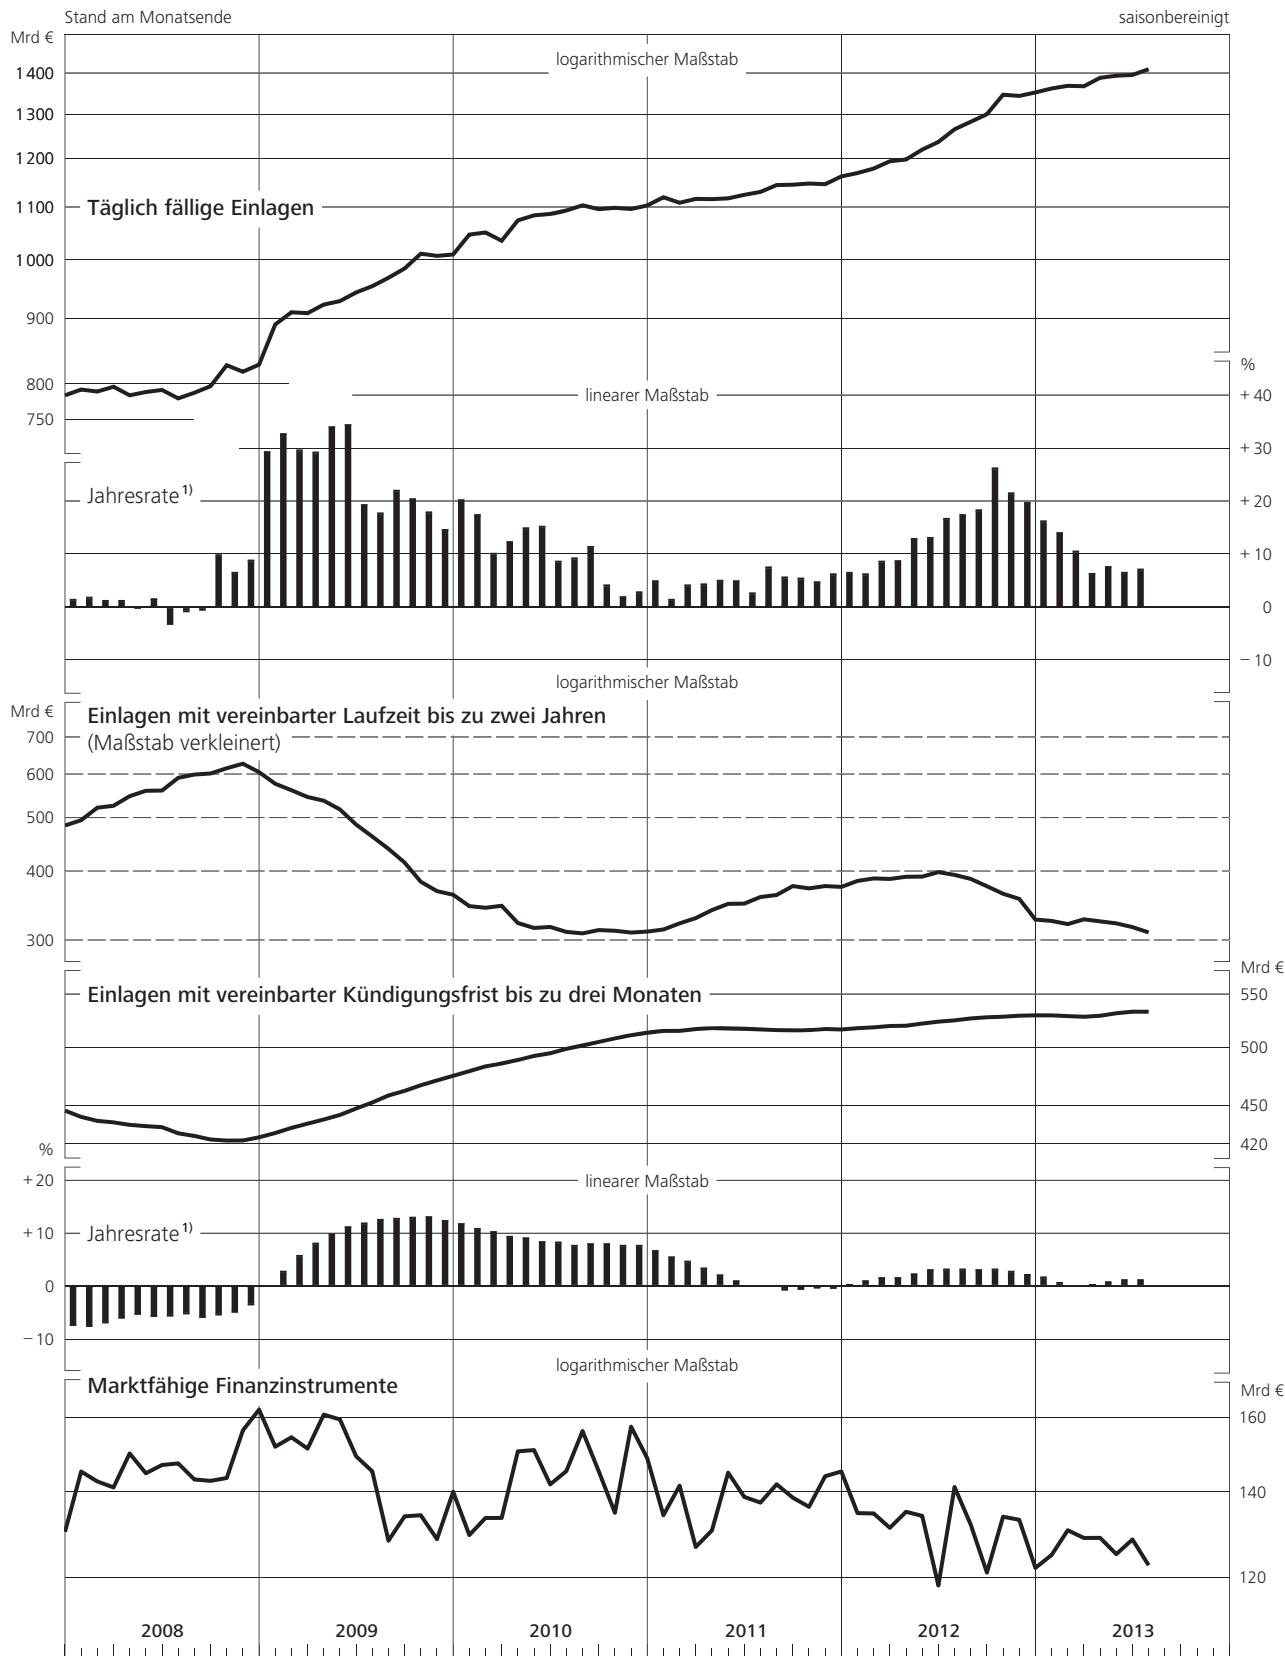 Stand am Monatsende saisonbereinigt
Mrd €
logarithmischer Maßstab
1 400
1 300
1 200
1 100
Täglich fällige Einlagen
1 000
900
800
750
%
linearer Maßstab
+ 40
+ 30
Jahresrate 1)
+ 20
+ 10
0
– 10
logarithmischer Maßstab
Mrd €
Einlagen mit vereinbarter Laufzeit bis zu zwei Jahren
(Maßstab verkleinert)
700
600
500
400
300
Mrd €
Einlagen mit vereinbarter Kündigungsfrist bis zu drei Monaten
550
500
450
420
%
+ 20
linearer Maßstab
+ 10
Jahresrate 1)
0
– 10
logarithmischer Maßstab
Marktfähige Finanzinstrumente
Mrd €
160
140
120
2008 2009 2010 2011 2012 2013